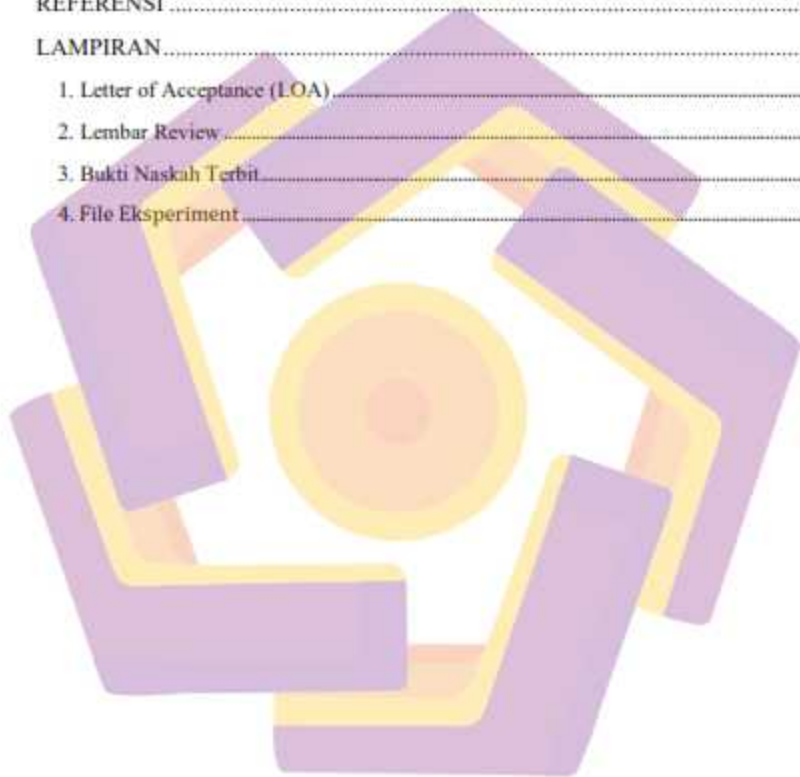 REFERENSI ................................................................
LAMPIRAN ................................................................
1. Letter of Acceptance (LOA) ................................................................
2. Lembar Review ................................................................
3. Bukti Naskah Terbit ................................................................
4. File Eksperiment ................................................................